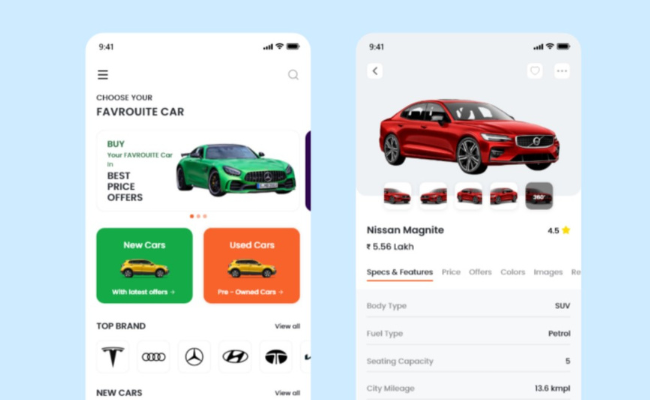 9:41
CHOOSE YOUR
FAVROUITE CAR
BUY
Your FAVROUITE Car
in
BEST
PRICE
OFFERS
New Cars
With latest offers →
Used Cars
Pre - Owned Cars →
TOP BRAND
View all
NEW CARS
View all
9:41
360°
Nissan Magnite
4.5
₹ 5.56 Lakh
Specs & Features Price Offers Colors Images Re
Body Type
SUV
Fuel Type
Petrol
Seating Capacity
5
City Mileage
13.6 kmpl